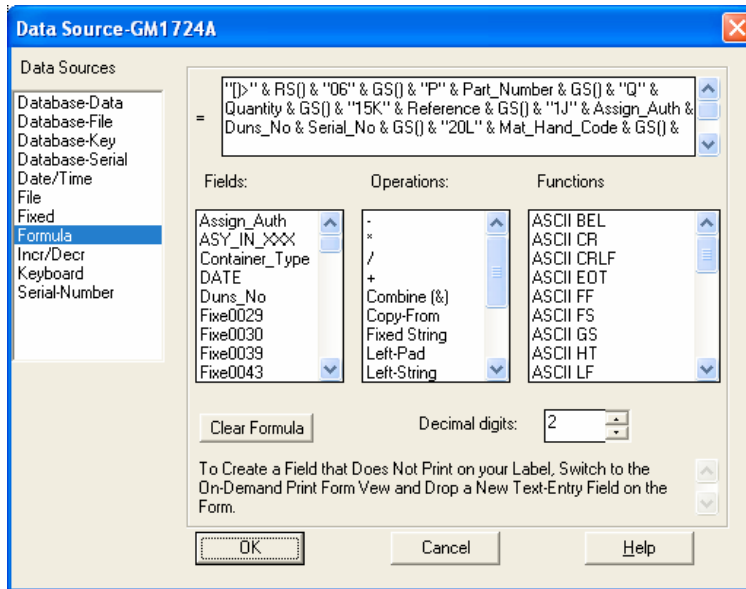 Data Source-GM1724A
Data Sources
Database-Data
Database-File
Database-Key
Database-Serial
Date/Time
File
Fixed
Formula
Incr/Decr
Keyboard
Serial-Number
=
"[)>" & RS() & "06" & GS() & "P" & Part_Number & GS() & "Q" &
Quantity & GS() & "15K" & Reference & GS() & "1J" & Assign_Auth &
Duns_No & Serial_No & GS() & "20L" & Mat_Hand_Code & GS() &
Fields:
Assign_Auth
ASY_IN_XXX
Container_Type
DATE
Duns_No
Fixe0029
Fixe0030
Fixe0039
Fixe0043
Operations:
-
*
/
+
Combine (&)
Copy-From
Fixed String
Left-Pad
Left-String
Functions
ASCII BEL
ASCII CR
ASCII CRLF
ASCII EOT
ASCII FF
ASCII FS
ASCII GS
ASCII HT
ASCII LF
Clear Formula
Decimal digits:
2
To Create a Field that Does Not Print on your Label, Switch to the
On-Demand Print Form Vew and Drop a New Text-Entry Field on the
Form.
OK
Cancel
Help